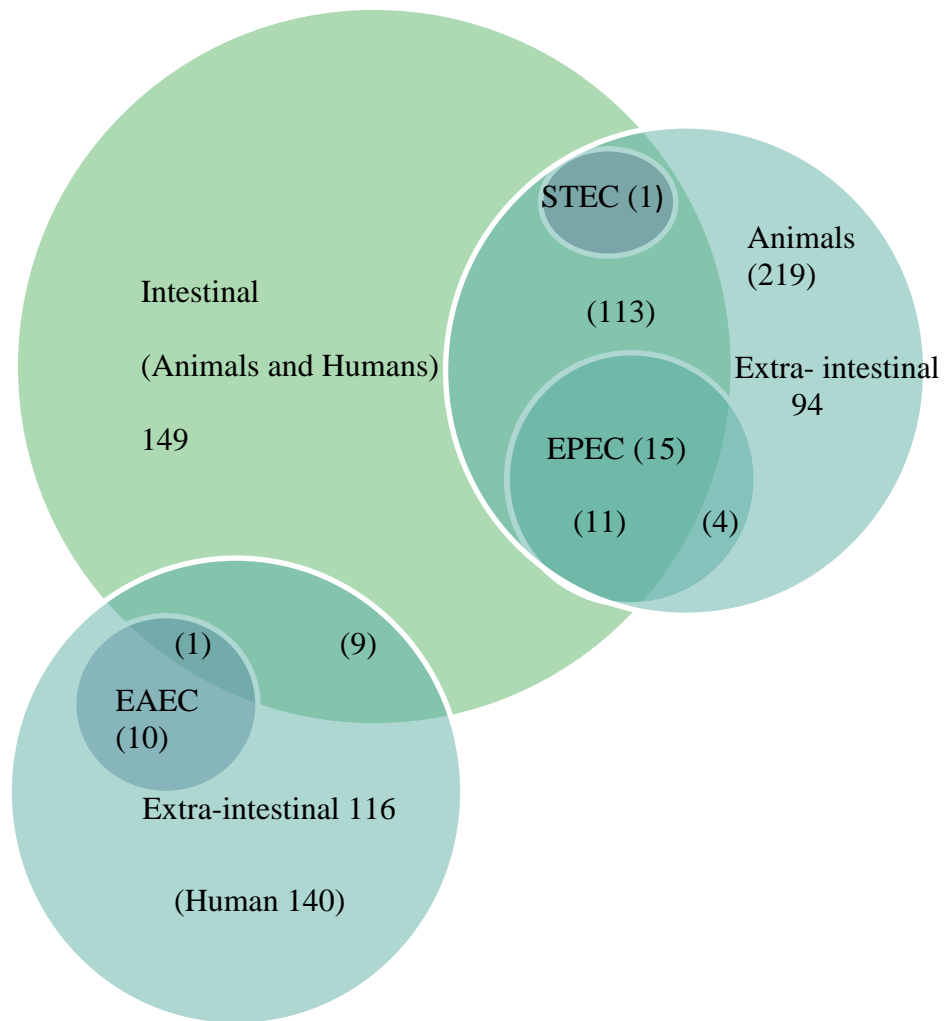 STEC (1)
Animals
(219)
Intestinal
(113)
(Animals and Humans)
Extra- intestinal
94
149
EPEC (15)
(11)
(4)
(1)
(9)
EAEC
(10)
Extra-intestinal 116
(Human 140)